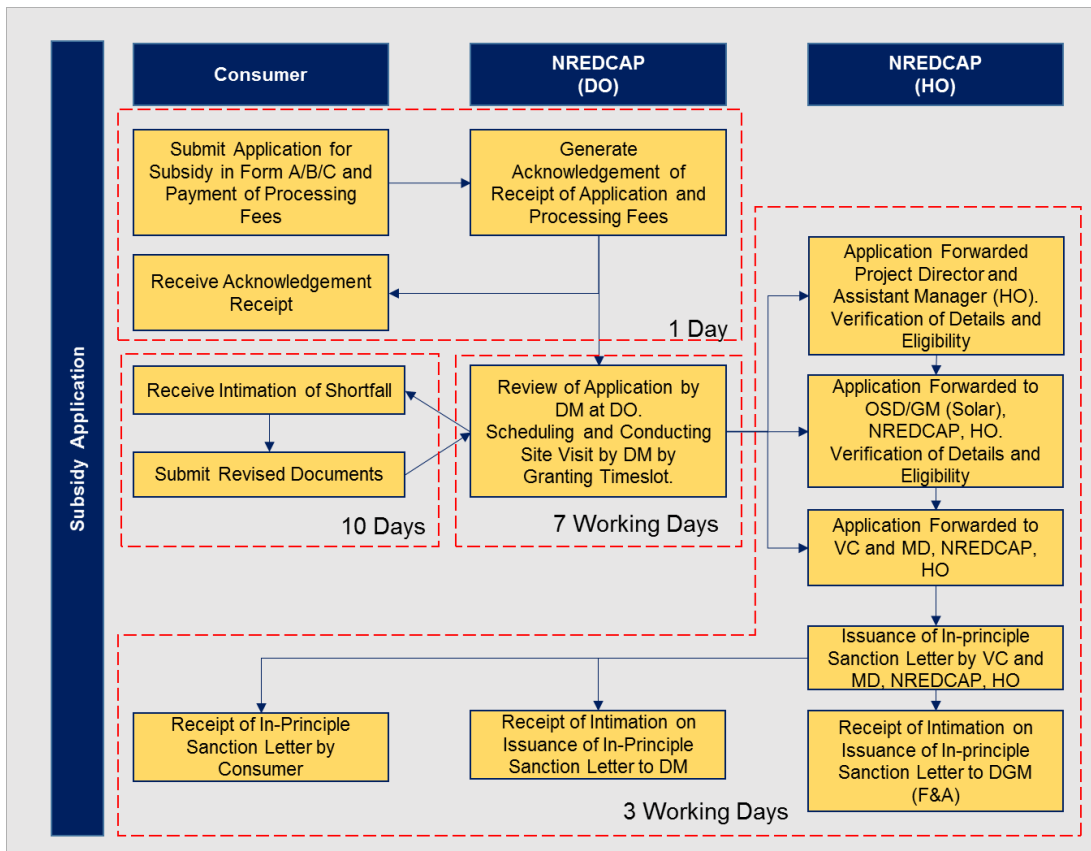 Subsidy Application
Consumer
NREDCAP
(DO)
NREDCAP
(HO)
Submit Application for
Subsidy in Form A/B/C and
Payment of Processing
Fees
Generate
Acknowledgement of
Receipt of Application and
Processing Fees
Receive Acknowledgement
Receipt
1 Day
Application Forwarded
Project Director and
Assistant Manager (HO).
Verification of Details and
Eligibility
Receive Intimation of Shortfall
Submit Revised Documents
10 Days
Review of Application by
DM at DO.
Scheduling and Conducting
Site Visit by DM by
Granting Timeslot.
7 Working Days
Application Forwarded to
OSD/GM (Solar),
NREDCAP, HO.
Verification of Details and
Eligibility
Application Forwarded to
VC and MD, NREDCAP,
HO
Issuance of In-principle
Sanction Letter by VC and
MD, NREDCAP, HO
Receipt of In-Principle
Sanction Letter by
Consumer
Receipt of Intimation on
Issuance of In-Principle
Sanction Letter to DM
Receipt of Intimation on
Issuance of In-principle
Sanction Letter to DGM
(F&A)
3 Working Days